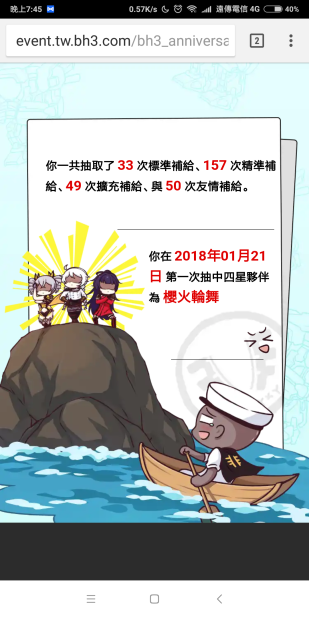 晚上7:45
0.57K/s 遠傳電信 4G 40%
event.tw.bh3.com/bh3_anniversa
2
你一共抽取了 33 次標準補給、157 次精準補
給、49 次擴充補給、與 50 次友情補給。
你在 2018年01月21
日 第一次抽中四星夥伴
為 櫻火輪舞